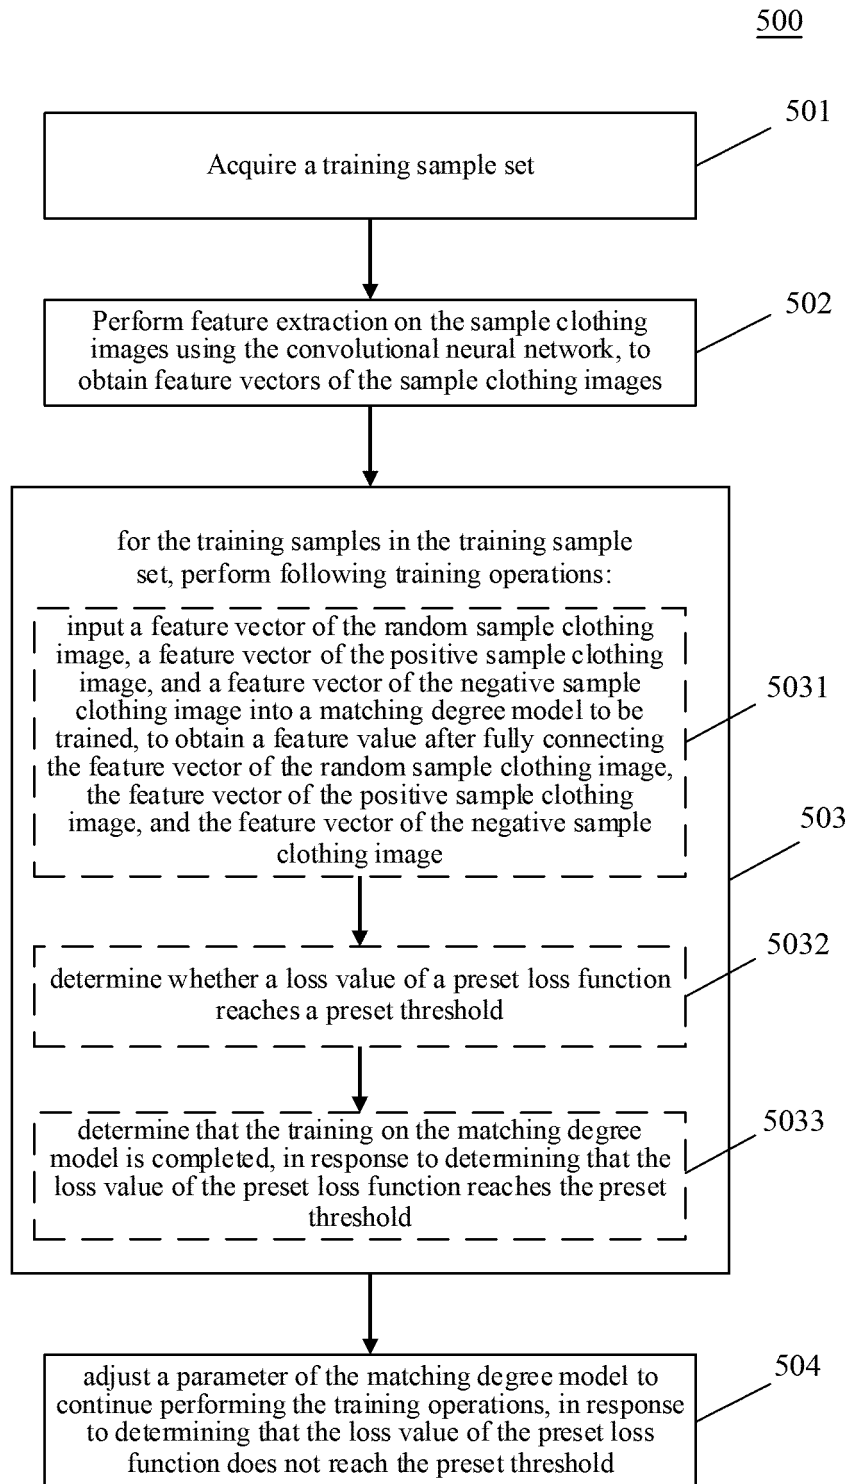 500
501
Acquire a training sample set
502
Perform feature extraction on the sample clothing
images using the convolutional neural network, to
obtain feature vectors of the sample clothing images
for the training samples in the training sample
set, perform following training operations:
input a feature vector of the random sample clothing
image, a feature vector of the positive sample clothing
image, and a feature vector of the negative sample
clothing image into a matching degree model to be
trained, to obtain a feature value after fully connecting
the feature vector of the random sample clothing image,
the feature vector of the positive sample clothing
image, and the feature vector of the negative sample
clothing image
5031
503
5032
determine whether a loss value of a preset loss function
reaches a preset threshold
5033
determine that the training on the matching degree
model is completed, in response to determining that the
loss value of the preset loss function reaches the preset
threshold
504
adjust a parameter of the matching degree model to
continue performing the training operations, in response
to determining that the loss value of the preset loss
function does not reach the preset threshold